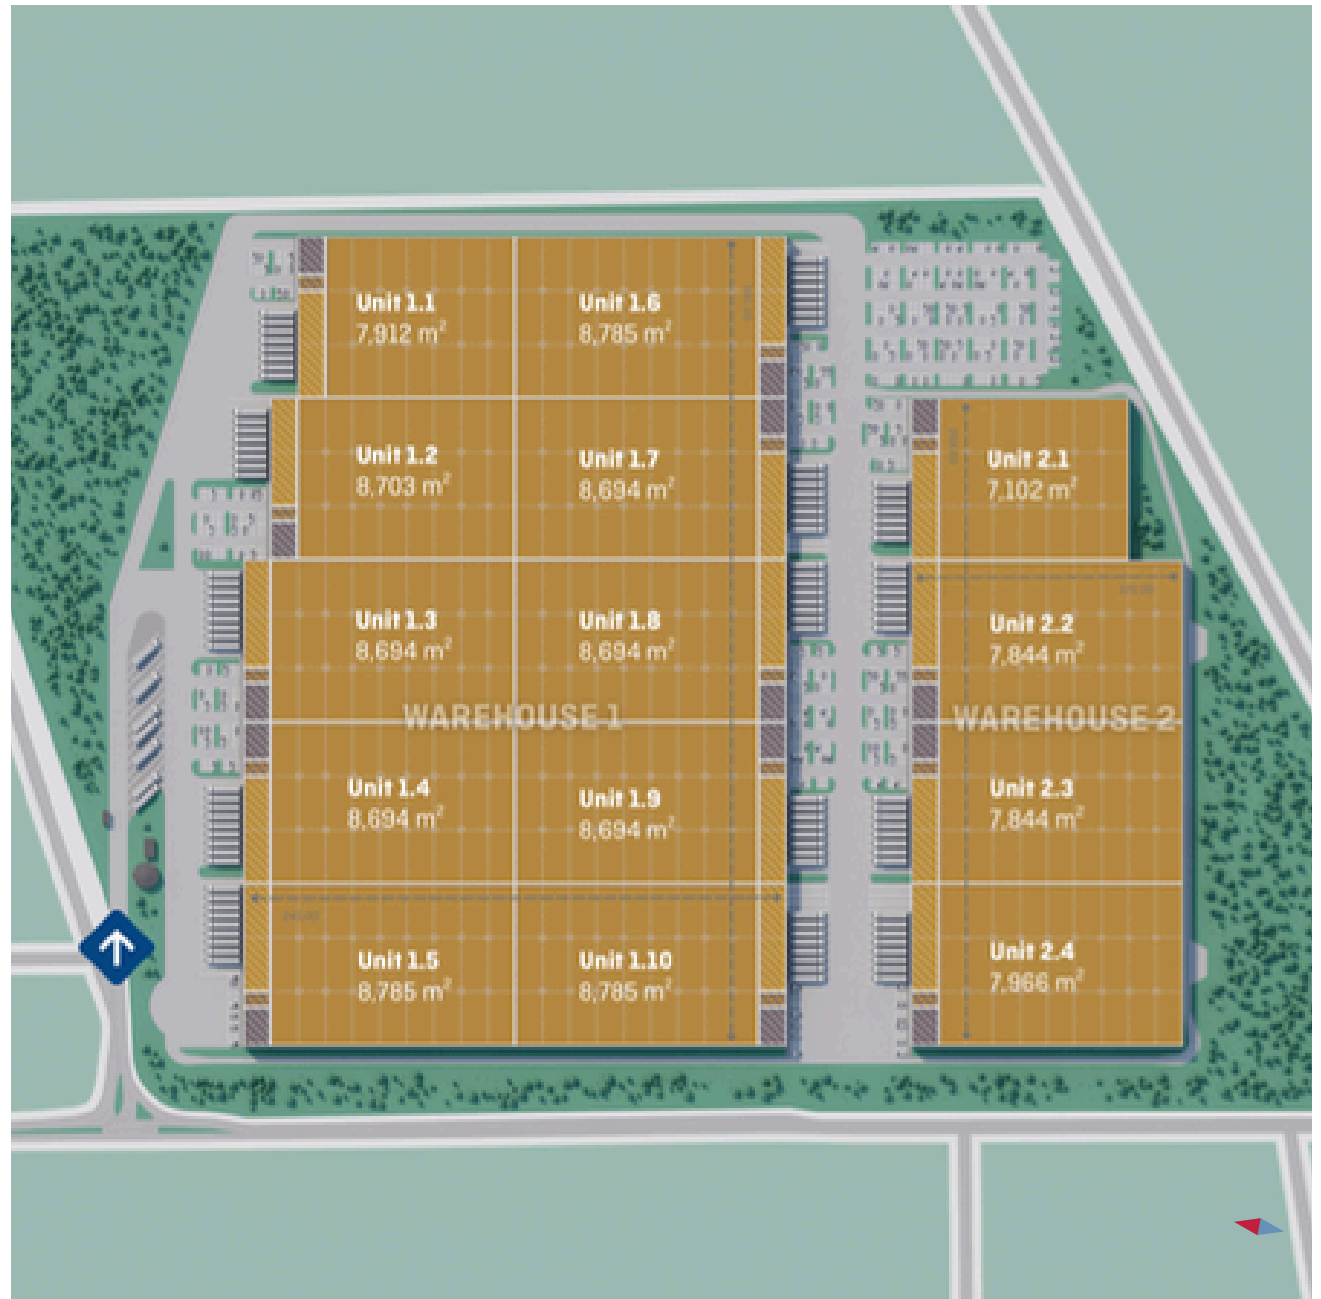 Unit 1.1
7,912 m²
Unit 1.6
8,785 m²
Unit 1.2
8,703 m²
Unit 1.7
8,694 m²
Unit 2.1
7,102 m²
Unit 1.3
8,694 m²
Unit 1.8
8,694 m²
Unit 2.2
7,844 m²
WAREHOUSE 1
WAREHOUSE 2
Unit 1.4
8,694 m²
Unit 1.9
8,694 m²
Unit 2.3
7,844 m²
Unit 1.5
8,785 m²
Unit 1.10
8,785 m²
Unit 2.4
7,966 m²